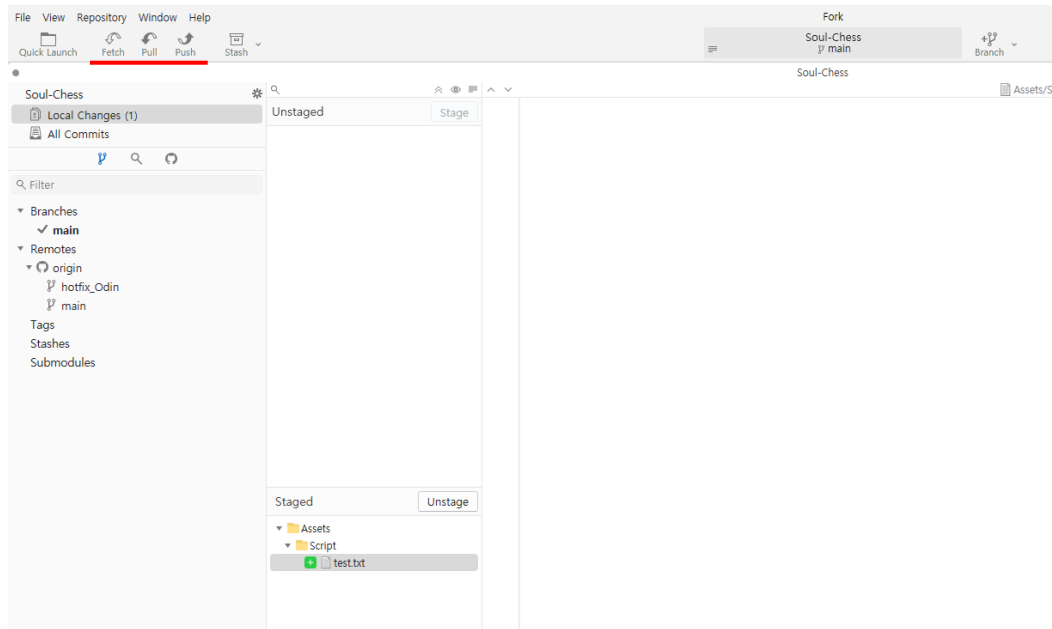 File View Repository Window Help
Fork
Quick Launch Fetch Pull Push Stash
Soul-Chess
main
Branch
Soul-Chess
Soul-Chess
Local Changes (1)
All Commits
Filter
Branches
main
Remotes
origin
hotfix_Odin
main
Tags
Stashes
Submodules
Unstaged
Stage
Staged
Unstage
Assets
Script
test.txt
Assets/S